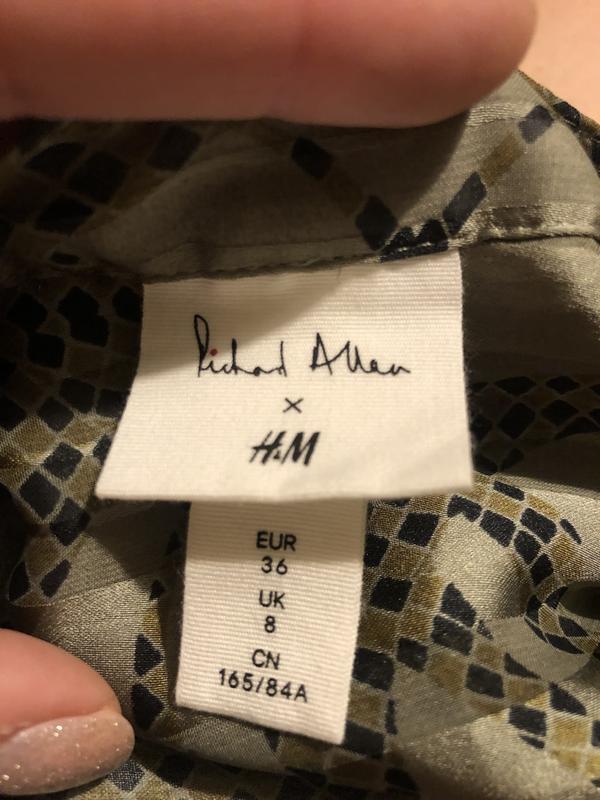 Richard Allan
×
H&M
EUR
36
UK
8
CN
165/84A